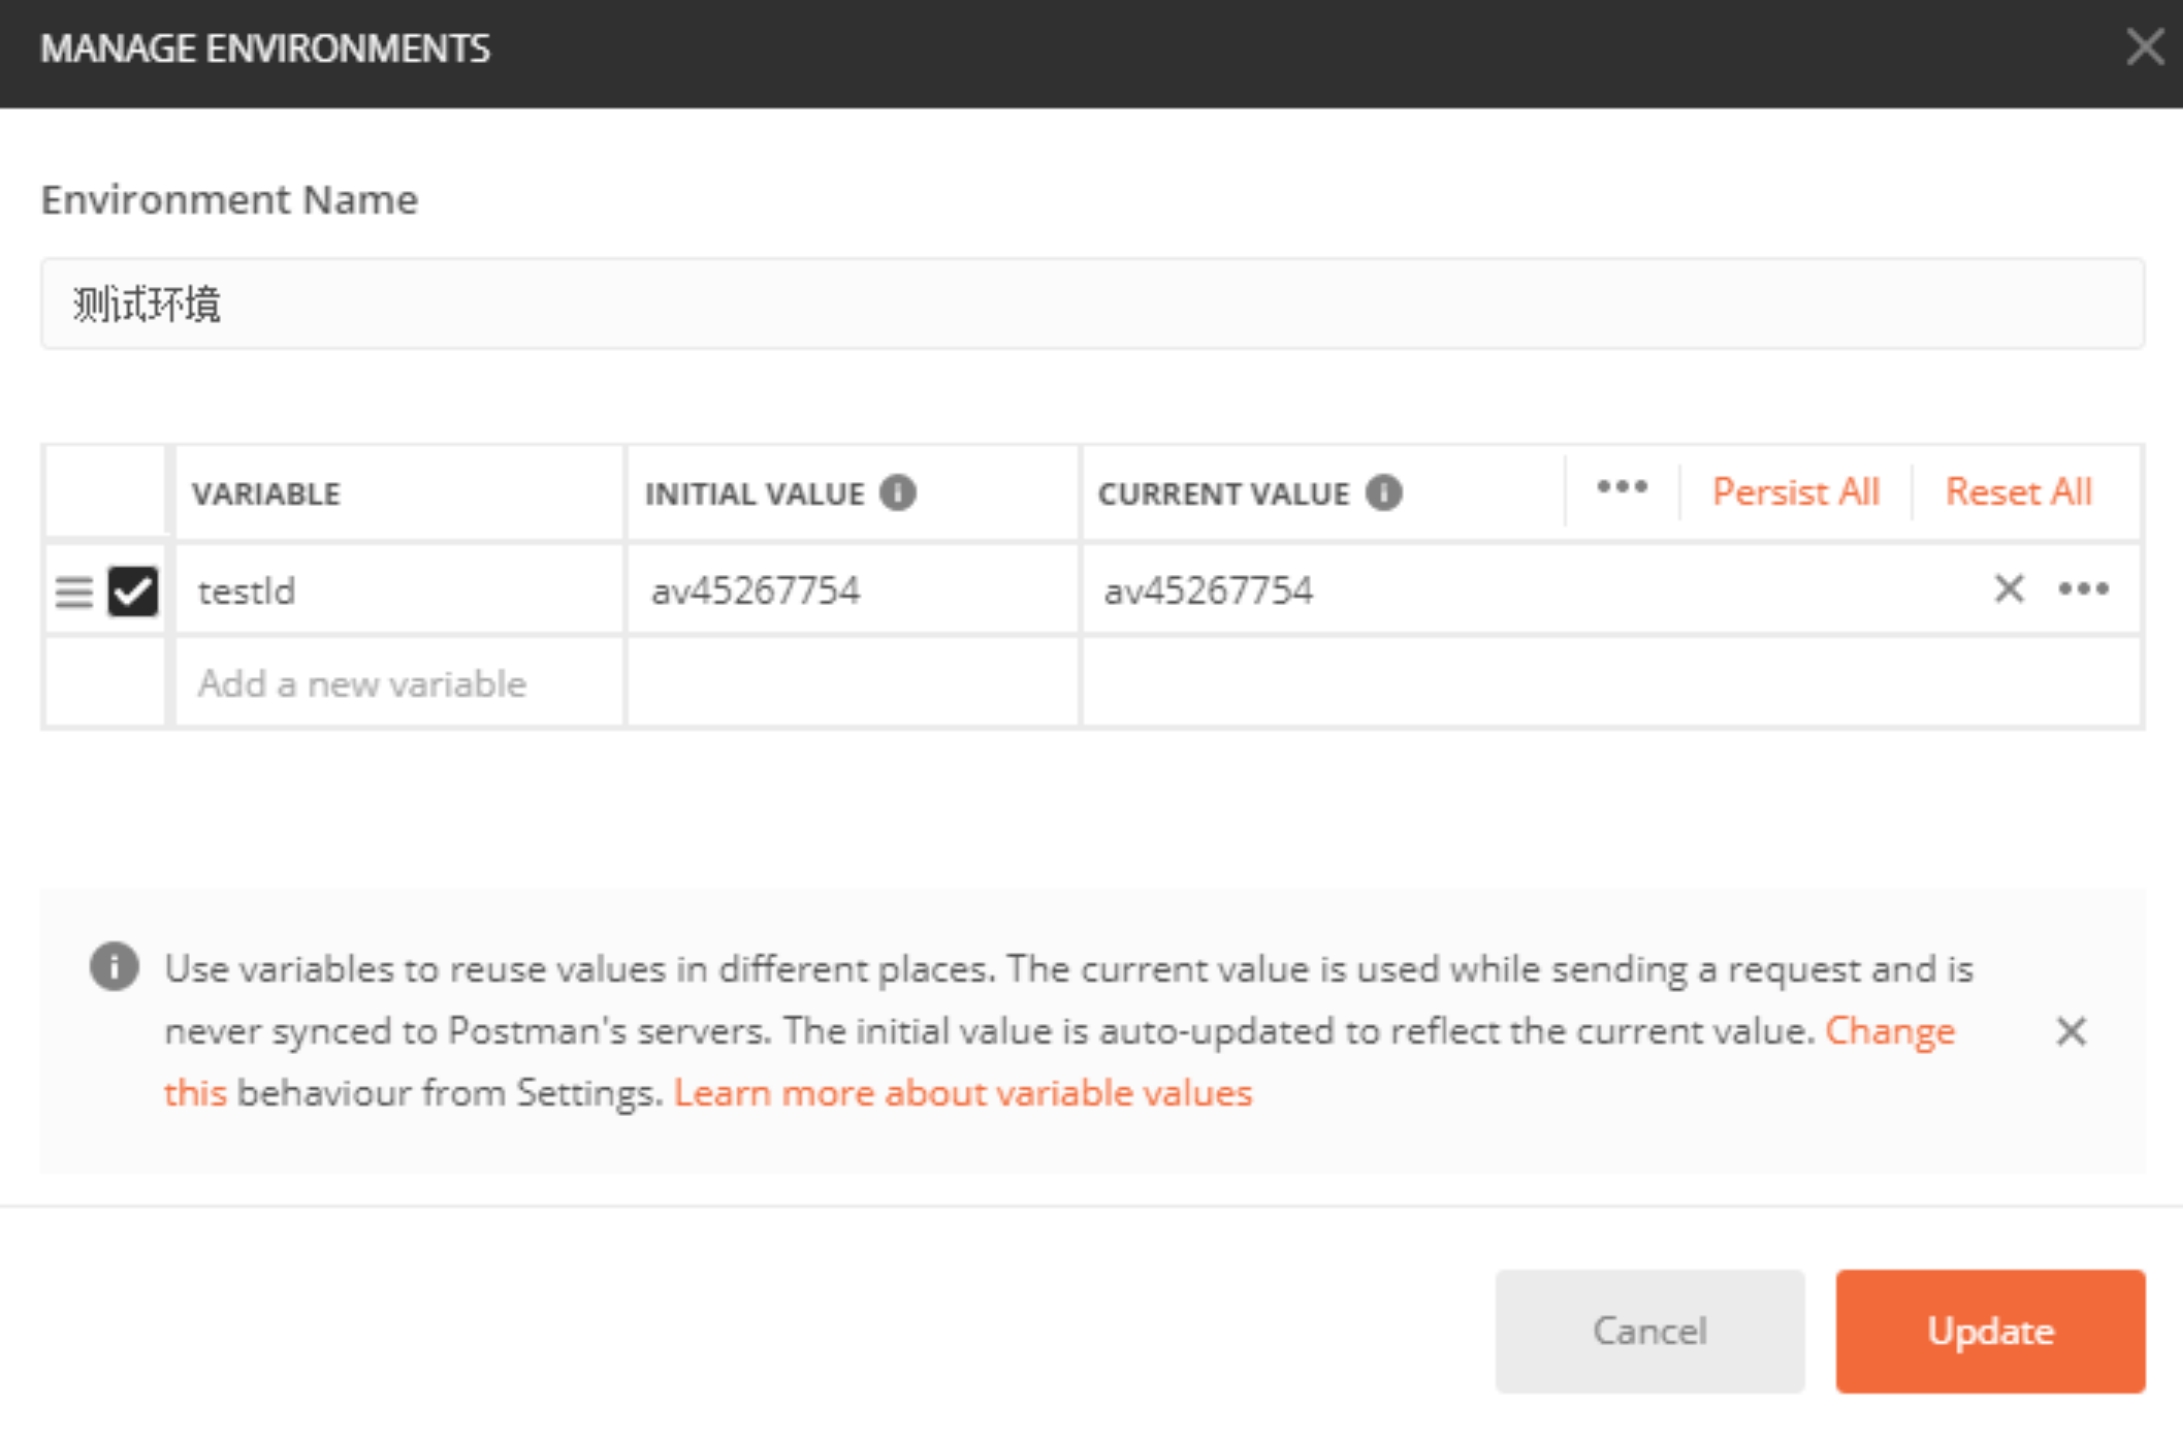 MANAGE ENVIRONMENTS
Environment Name
测试环境
VARIABLE INITIAL VALUE CURRENT VALUE Persist All Reset All
testId av45267754 av45267754
Add a new variable
Use variables to reuse values in different places. The current value is used while sending a request and is
never synced to Postman's servers. The initial value is auto-updated to reflect the current value. Change
this behaviour from Settings. Learn more about variable values
Cancel Update